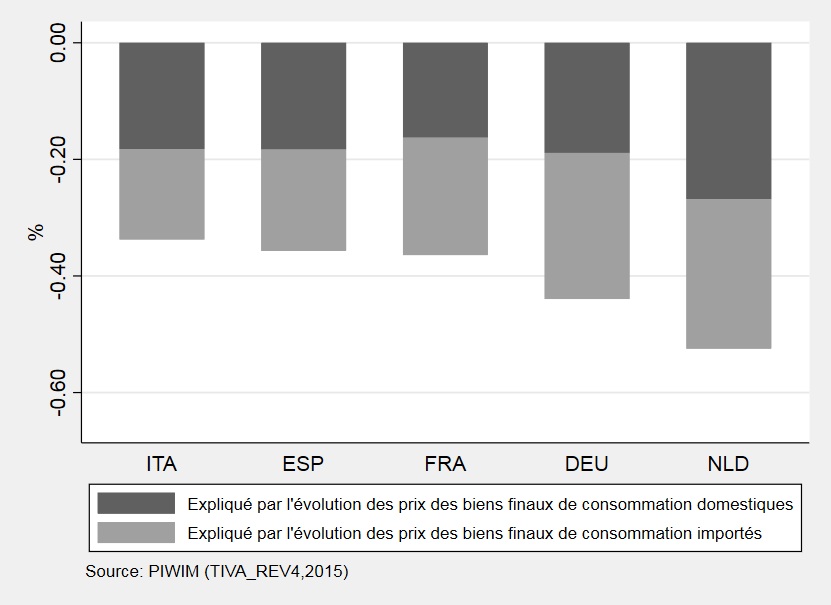 0.00
-0.20
-0.40
-0.60
%
ITA ESP FRA DEU NLD
Expliqué par l'évolution des prix des biens finaux de consommation domestiques
Expliqué par l'évolution des prix des biens finaux de consommation importés
Source: PIWIM (TIVA_REV4,2015)